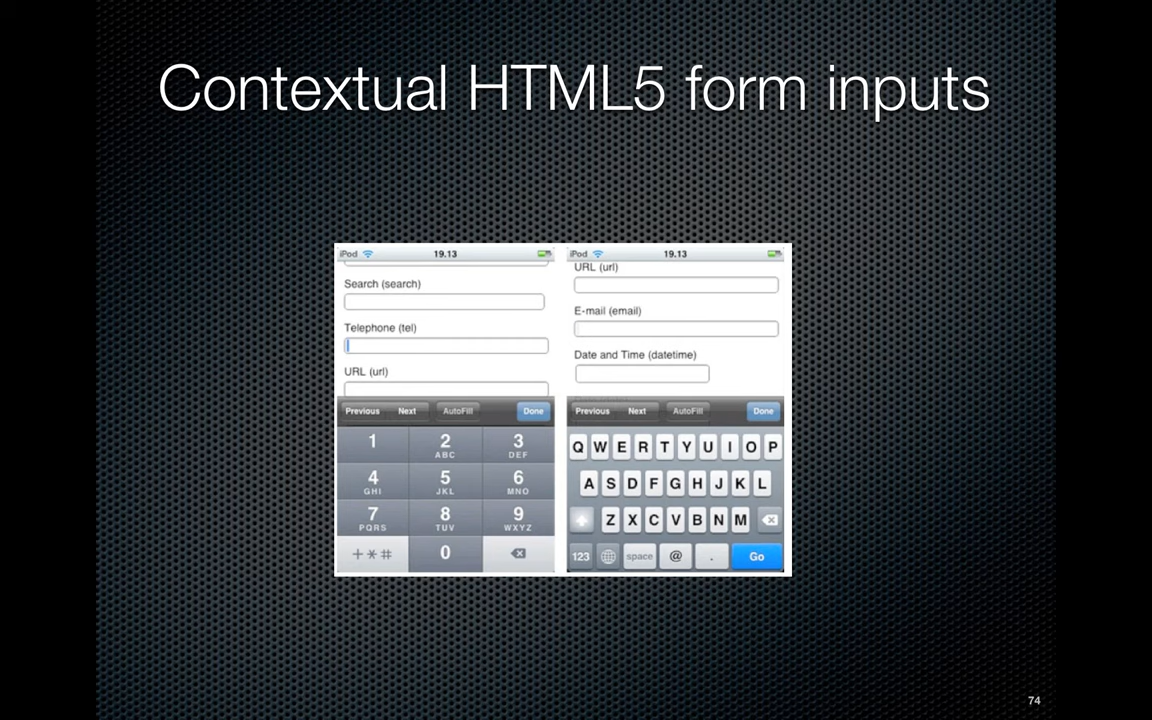 Contextual HTML5 form inputs
iPod 19.13
Search (search)
Telephone (tel)
URL (url)
Previous Next AutoFill Done
1 2 3
ABC DEF
4 5 6
GHI JKL MNO
7 8 9
PQRS TUV WXYZ
+*# 0
iPod 19.13
URL (url)
E-mail (email)
Date and Time (datetime)
Previous Next AutoFill Done
Q W E R T Y U I O P
A S D F G H J K L
Z X C V B N M
123 space @ . Go
74